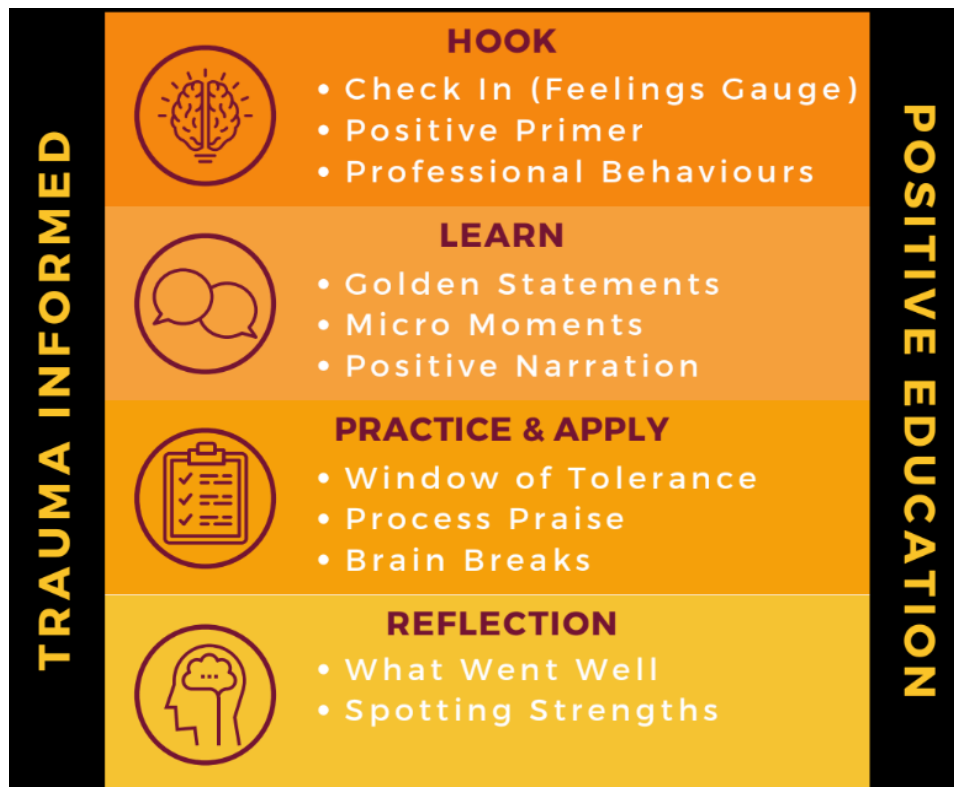 TRAUMA INFORMED
HOOK
• Check In (Feelings Gauge)
• Positive Primer
• Professional Behaviours
LEARN
• Golden Statements
• Micro Moments
• Positive Narration
PRACTICE & APPLY
• Window of Tolerance
• Process Praise
• Brain Breaks
REFLECTION
• What Went Well
• Spotting Strengths
POSITIVE EDUCATION